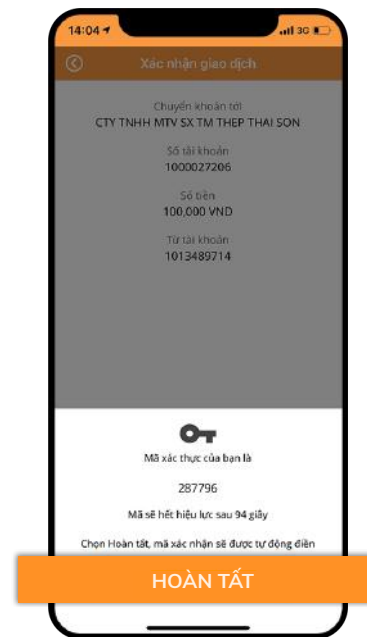 14:04
3G
Xác nhận giao dịch
Chuyển khoản tới
CTY TNHH MTV SX TM THEP THAI SON
Số tài khoản
1000027206
Số tiền
100,000 VND
Từ tài khoản
1013489714
Mã xác thực của bạn là
287796
Mã sẽ hết hiệu lực sau 94 giây
Chọn Hoàn tất, mã xác nhận sẽ được tự động điền
HOÀN TẤT